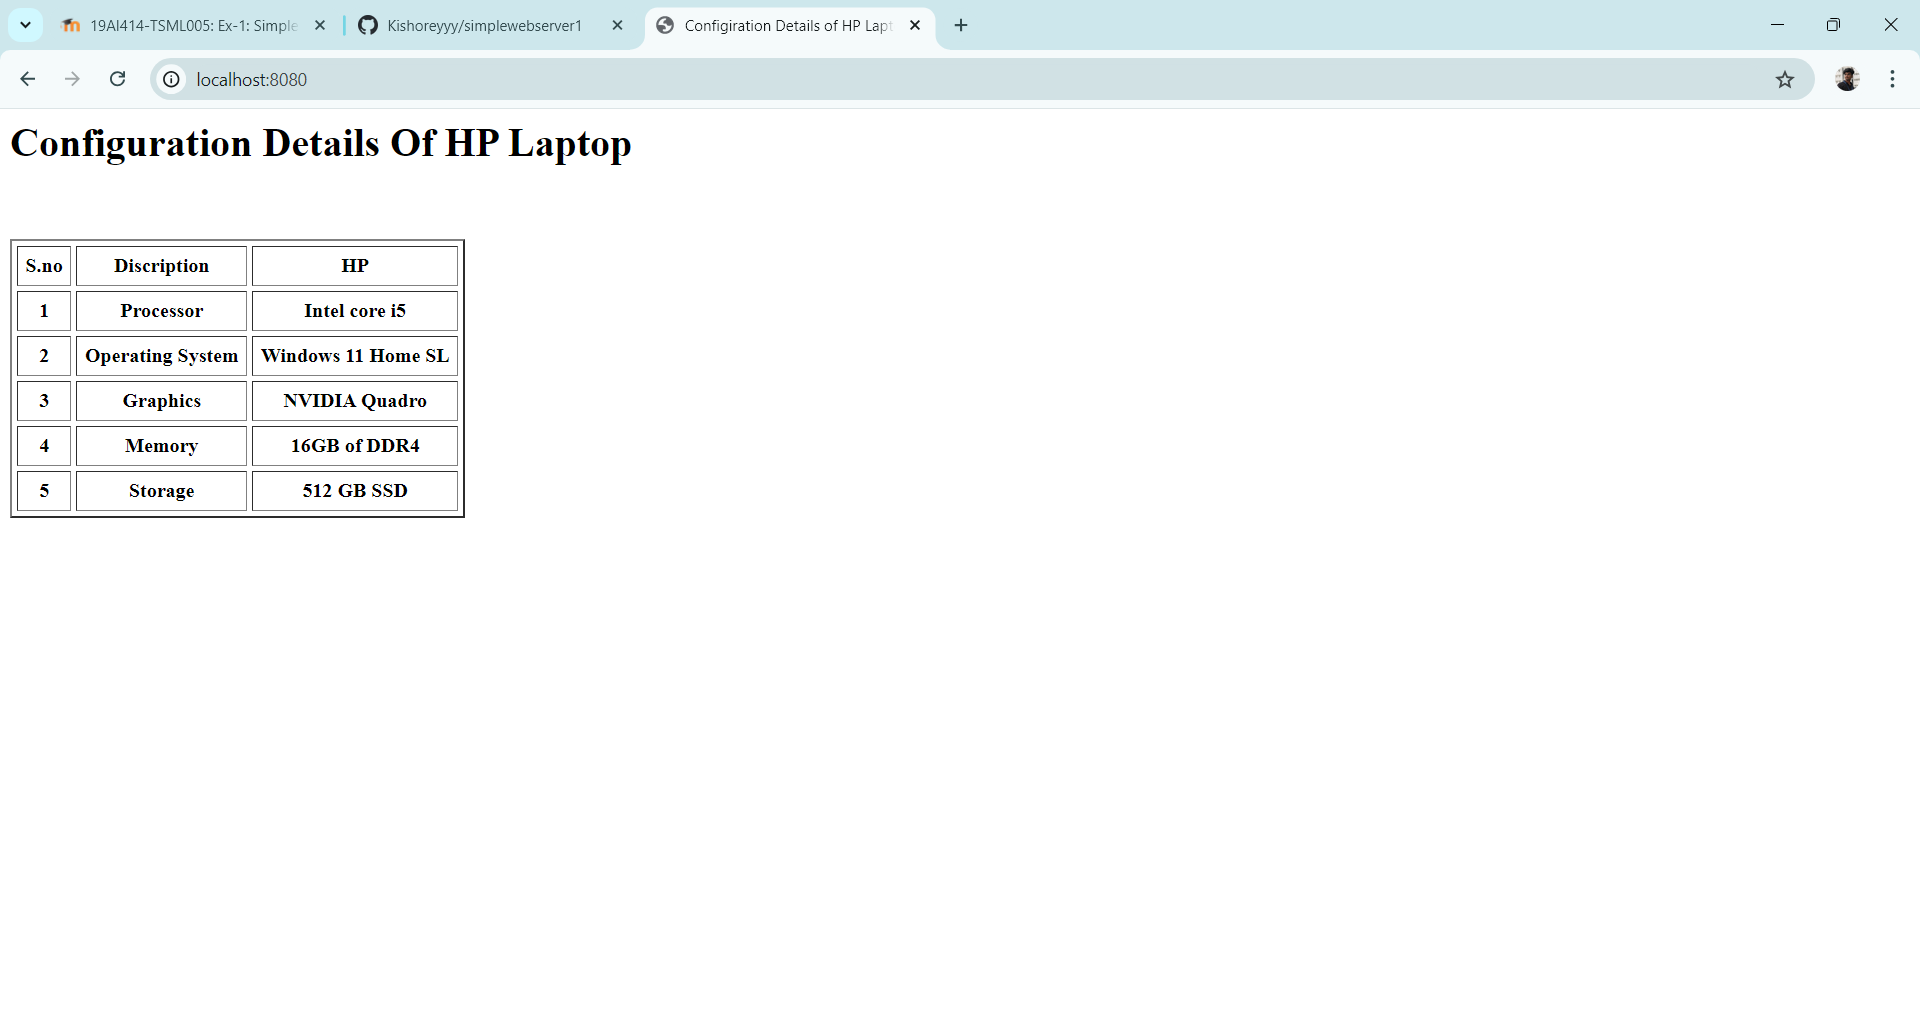 19AI414-TSML005: Ex-1: Simple
Kishoreyyy/simplewebserver1
Configiration Details of HP Lapt
localhost:8080
Configuration Details Of HP Laptop
S.no Discription HP
1 Processor Intel core i5
2 Operating System Windows 11 Home SL
3 Graphics NVIDIA Quadro
4 Memory 16GB of DDR4
5 Storage 512 GB SSD